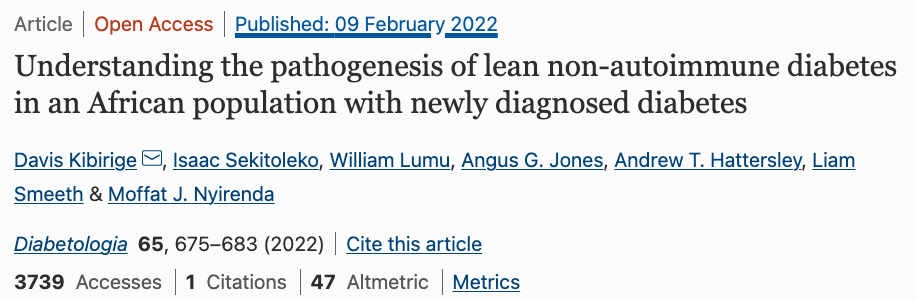 Article | Open Access | Published: 09 February 2022
Understanding the pathogenesis of lean non-autoimmune diabetes
in an African population with newly diagnosed diabetes
Davis Kibirige, Isaac Sekitoleko, William Lumu, Angus G. Jones, Andrew T. Hattersley, Liam
Smeeth & Moffat J. Nyirenda
Diabetologia 65, 675–683 (2022) | Cite this article
3739 Accesses | 1 Citations | 47 Altmetric | Metrics